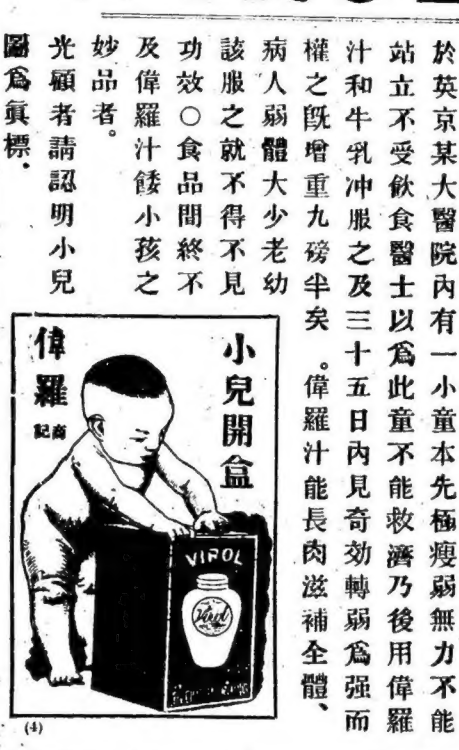 於英京某大醫院內有一小童本先極瘦弱無力不能
站立不受飲食醫士以爲此童不能救濟乃後用偉羅
汁和牛乳冲服之及三十五日內見奇効轉弱爲强而
權之旣增重九磅半矣。偉羅汁能長肉滋補全體、
病人弱體大少老幼
該服之就不得不見
功效○食品間終不
及偉羅汁餧小孩之
妙品者。
光顧者請認明小兒
圖爲眞標.
小兒開盒
偉羅
商記
VIROL
Virol
(4)